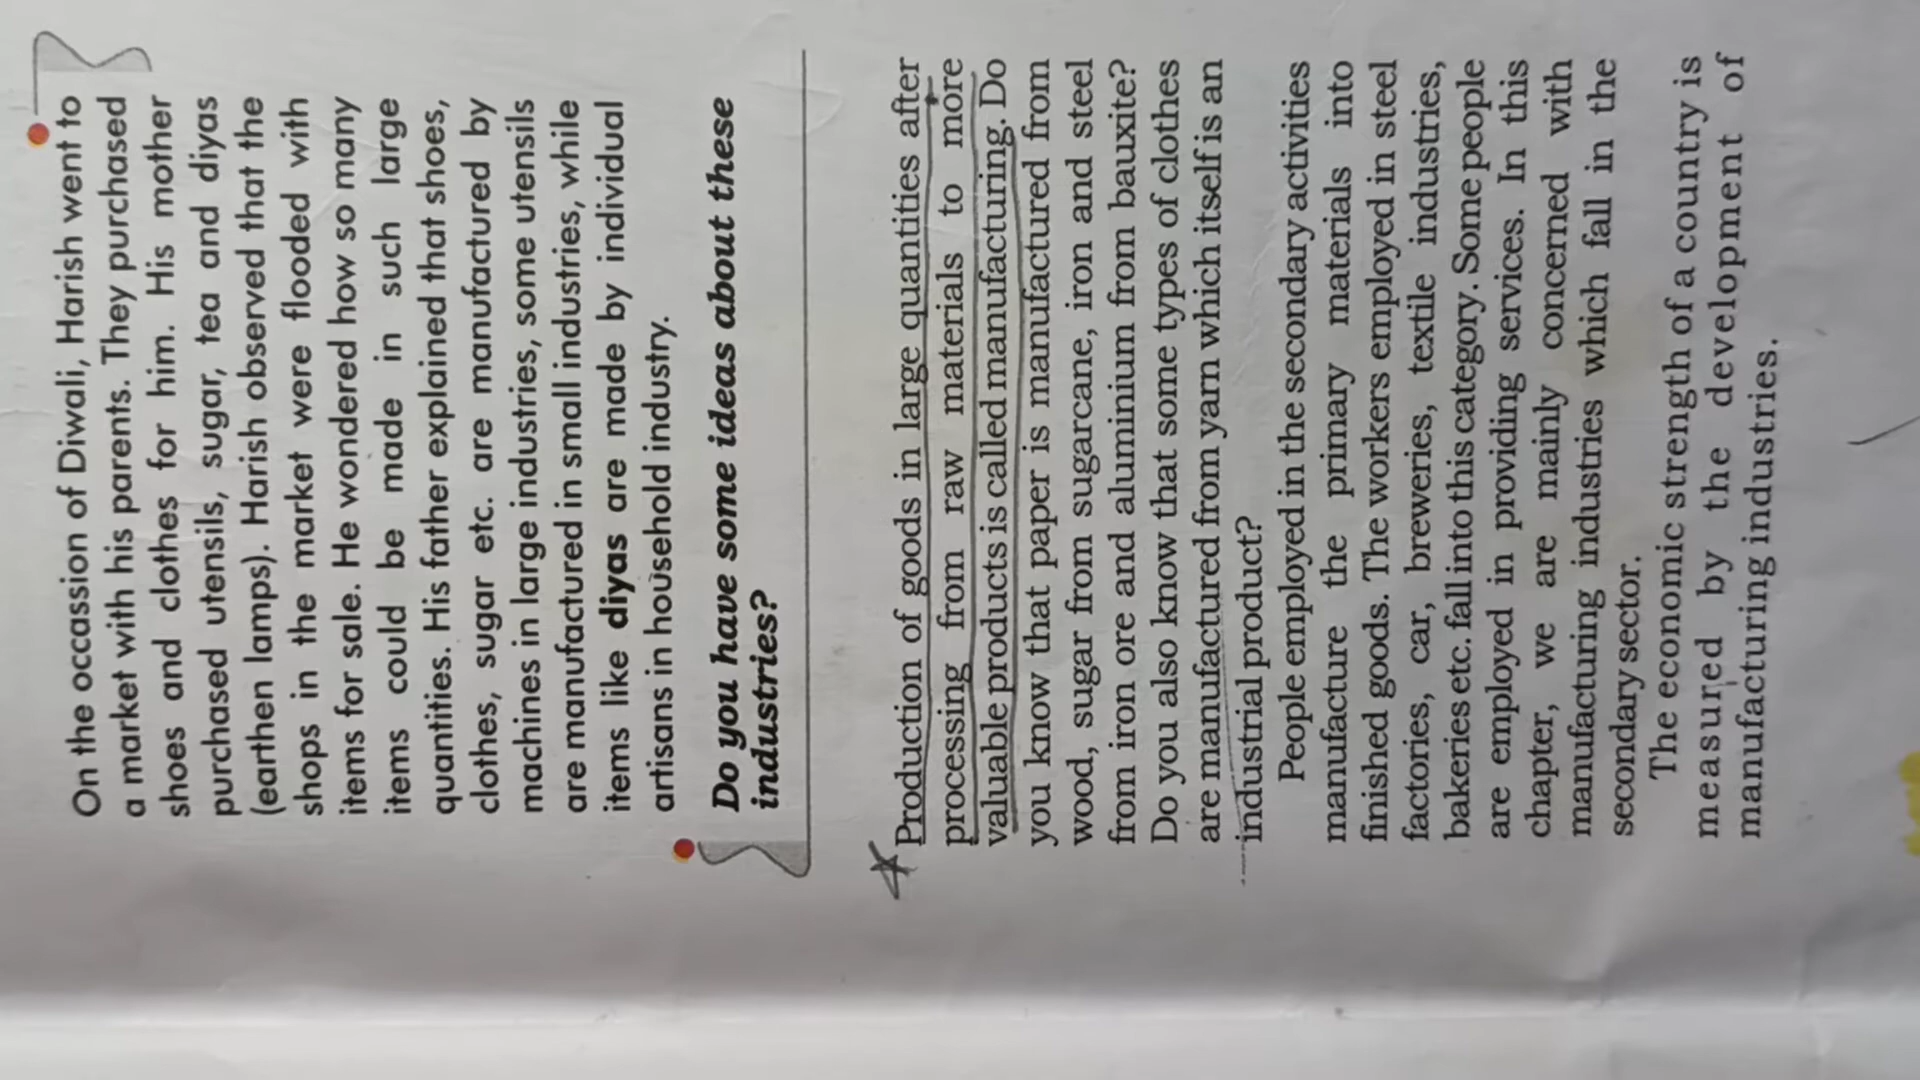 On the occassion of Diwali, Harish went to
a market with his parents. They purchased
shoes and clothes for him. His mother
purchased utensils, sugar, tea and diyas
(earthen lamps). Harish observed that the
shops in the market were flooded with
items for sale. He wondered how so many
items could be made in such large
quantities. His father explained that shoes,
clothes, sugar etc. are manufactured by
machines in large industries, some utensils
are manufactured in small industries, while
items like diyas are made by individual
artisans in household industry.
Do you have some ideas about these
industries?
Production of goods in large quantities after
processing from raw materials to more
valuable products is called manufacturing. Do
you know that paper is manufactured from
wood, sugar from sugarcane, iron and steel
from iron ore and aluminium from bauxite?
Do you also know that some types of clothes
are manufactured from yarn which itself is an
industrial product?
People employed in the secondary activities
manufacture the primary materials into
finished goods. The workers employed in steel
factories, car, breweries, textile industries,
bakeries etc. fall into this category. Some people
are employed in providing services. In this
chapter, we are mainly concerned with
manufacturing industries which fall in the
secondary sector.
The economic strength of a country is
measured by the development of
manufacturing industries.